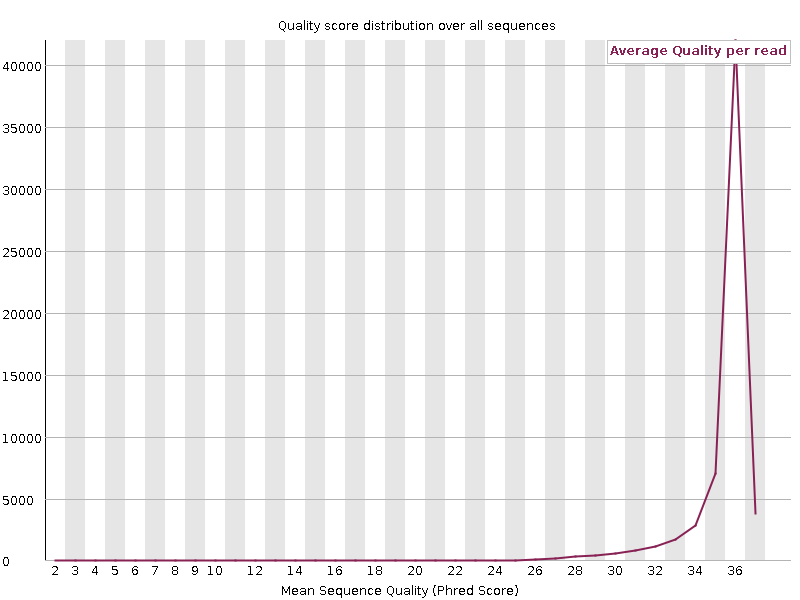 Quality score distribution over all sequences
Average Quality per read
40000
35000
30000
25000
20000
15000
10000
5000
0
2 3 4 5 6 7 8 9 10 12 14 16 18 20 22 24 26 28 30 32 34 36
Mean Sequence Quality (Phred Score)